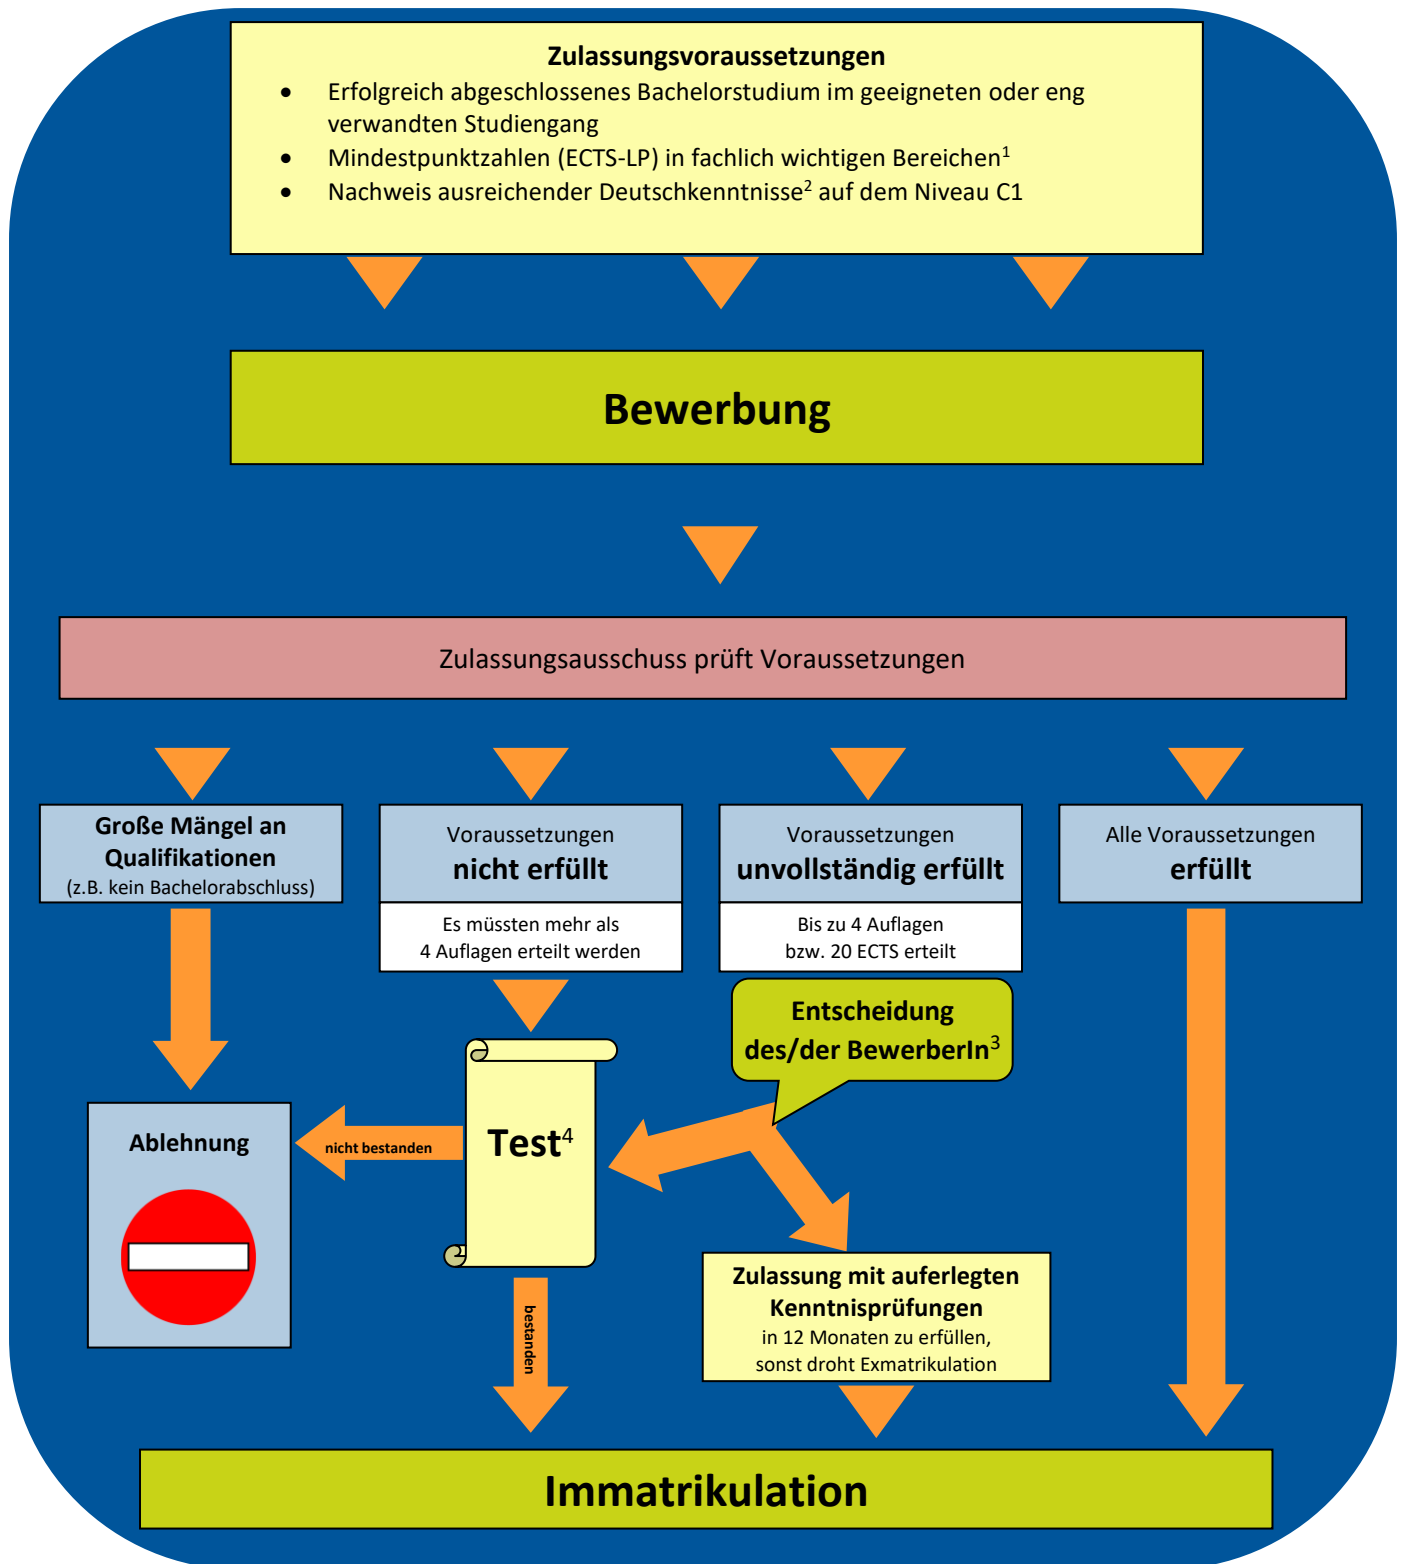 Zulassungsvoraussetzungen
• Erfolgreich abgeschlossenes Bachelorstudium im geeigneten oder eng
verwandten Studiengang
• Mindestpunktzahlen (ECTS-LP) in fachlich wichtigen Bereichen¹
• Nachweis ausreichender Deutschkenntnisse² auf dem Niveau C1
Bewerbung
Zulassungsausschuss prüft Voraussetzungen
Große Mängel an
Qualifikationen
(z.B. kein Bachelorabschluss)
Voraussetzungen
nicht erfüllt
Es müssten mehr als
4 Auflagen erteilt werden
Voraussetzungen
unvollständig erfüllt
Bis zu 4 Auflagen
bzw. 20 ECTS erteilt
Alle Voraussetzungen
erfüllt
Entscheidung
des/der BewerberIn³
Ablehnung
nicht bestanden
Test⁴
bestanden
Zulassung mit auferlegten
Kenntnisprüfungen
in 12 Monaten zu erfüllen,
sonst droht Exmatrikulation
Immatrikulation